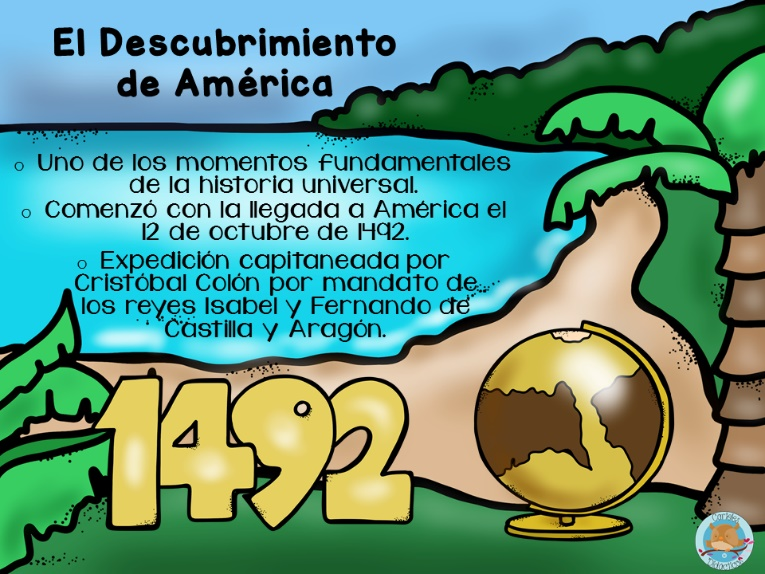 El Descubrimiento
de América
o Uno de los momentos fundamentales
de la historia universal.
o Comenzó con la llegada a América el
12 de octubre de 1492.
o Expedición capitaneada por
Cristóbal Colón por mandato de
los reyes Isabel y Fernando de
Castilla y Aragón.
1492